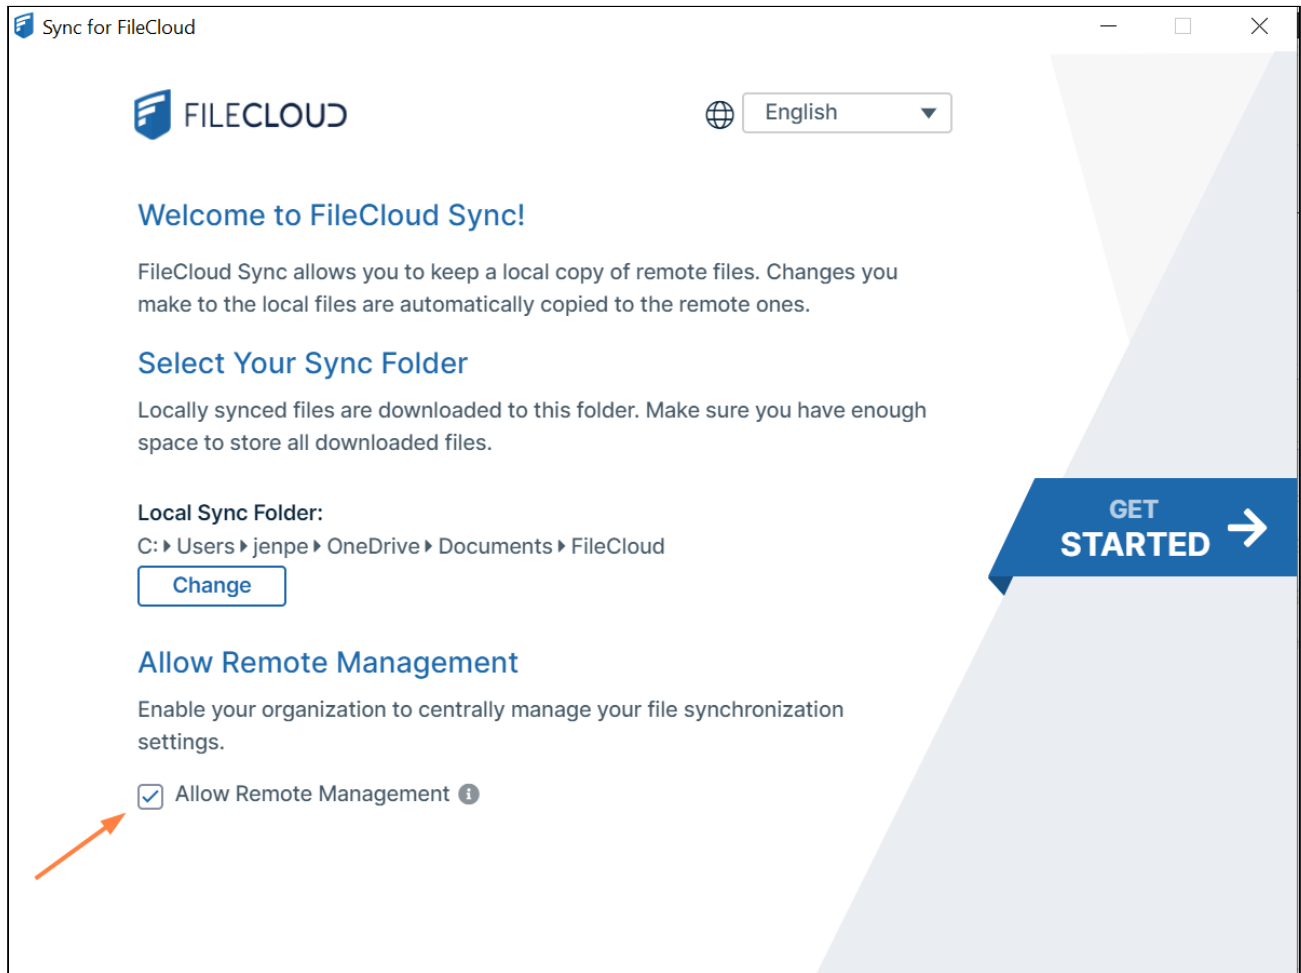 Sync for FileCloud
FILECLOUD
English
Welcome to FileCloud Sync!
FileCloud Sync allows you to keep a local copy of remote files. Changes you
make to the local files are automatically copied to the remote ones.
Select Your Sync Folder
Locally synced files are downloaded to this folder. Make sure you have enough
space to store all downloaded files.
Local Sync Folder:
C: Users jenpe OneDrive Documents FileCloud
Change
GET
STARTED
Allow Remote Management
Enable your organization to centrally manage your file synchronization
settings.
Allow Remote Management